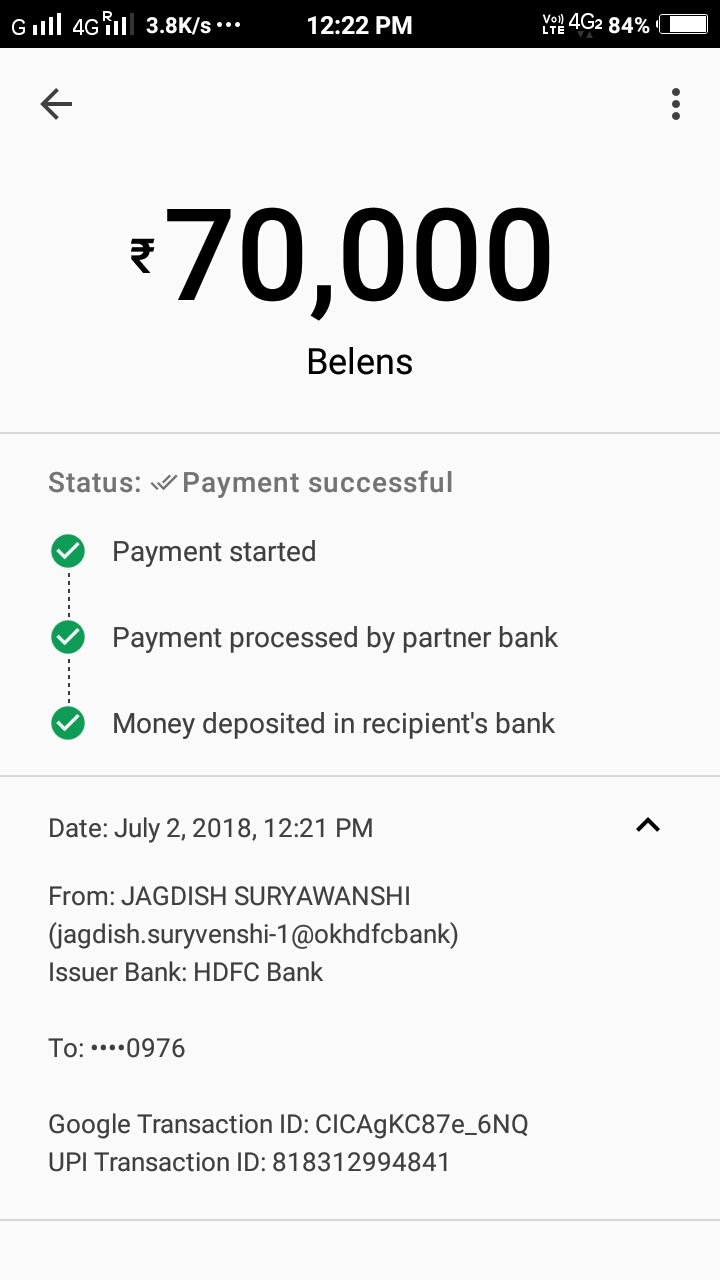 G 4G R 3.8K/s ••• 12:22 PM Vo)) LTE 4G2 84%
₹70,000
Belens
Status: Payment successful
Payment started
Payment processed by partner bank
Money deposited in recipient's bank
Date: July 2, 2018, 12:21 PM
From: JAGDISH SURYAWANSHI
(jagdish.suryvenshi-1@okhdfcbank)
Issuer Bank: HDFC Bank
To: ••••0976
Google Transaction ID: CICAgKC87e_6NQ
UPI Transaction ID: 818312994841